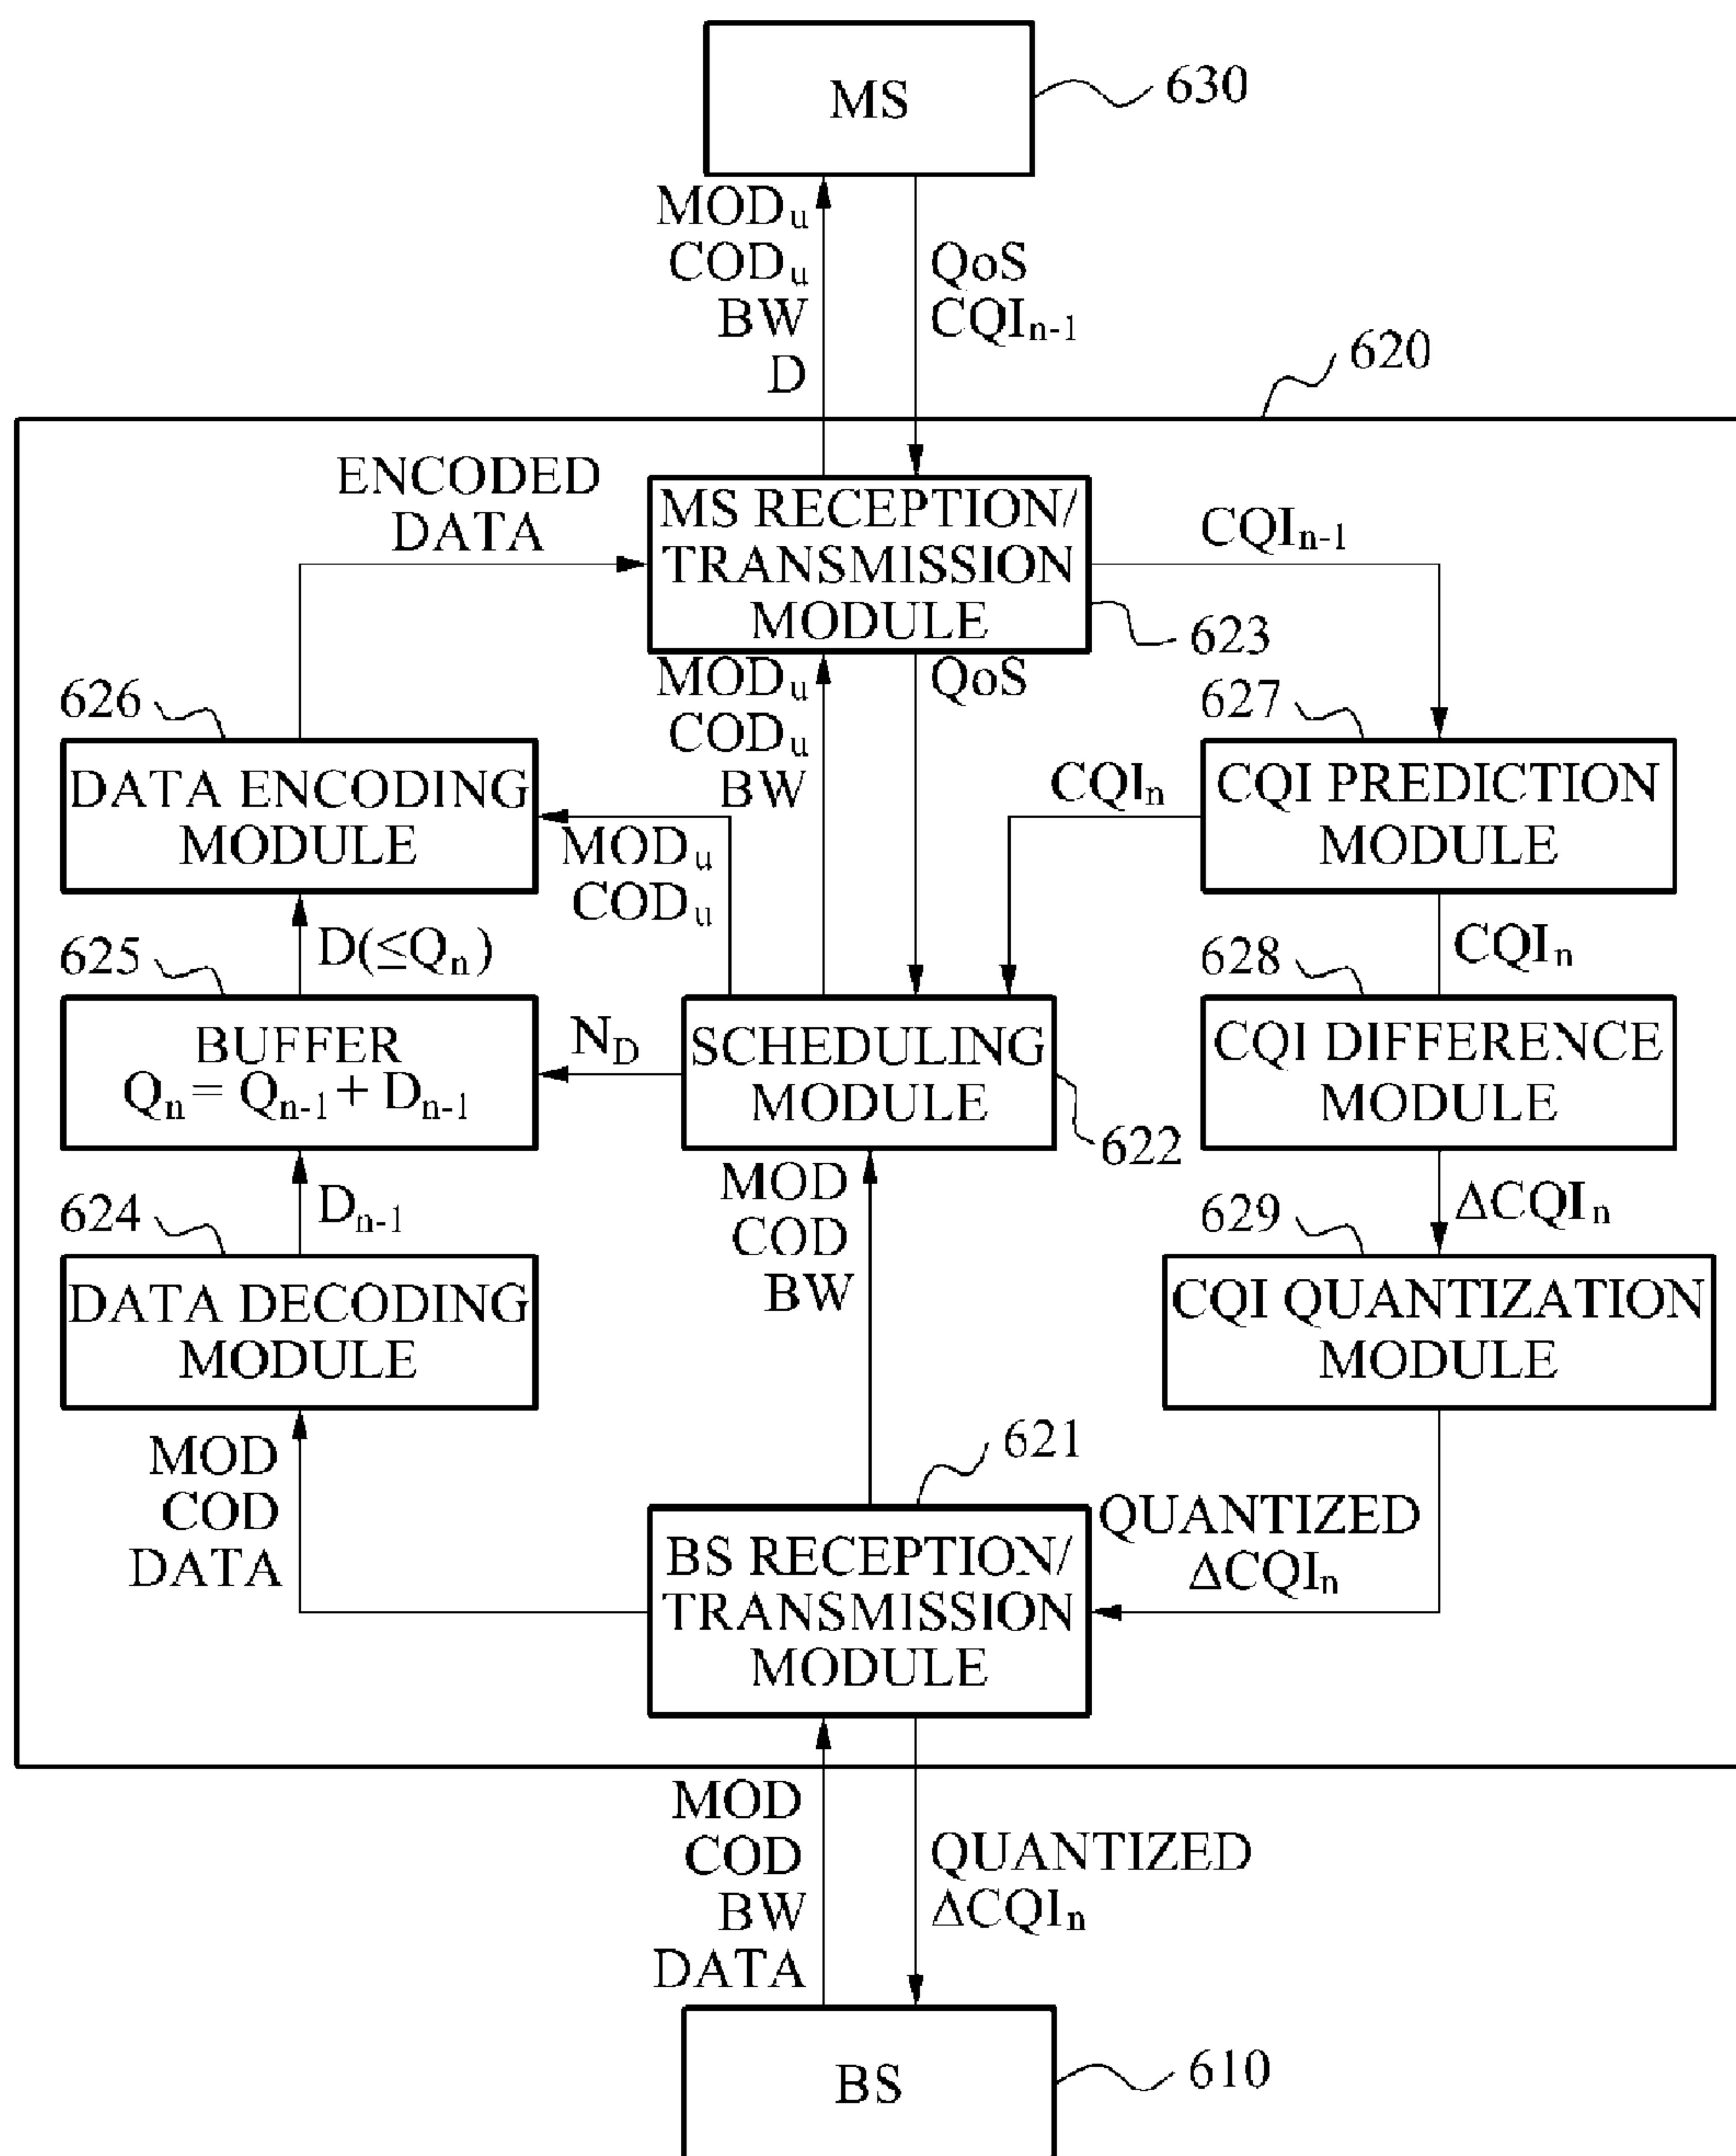 MS
630
MODu
CODu
BW
D
QoS
CQIn-1
620
ENCODED
DATA
MS RECEPTION/
TRANSMISSION
MODULE
623
CQIn-1
MODu
CODu
BW
QoS
626
DATA ENCODING
MODULE
MODu
CODu
CQIn
627
CQI PREDICTION
MODULE
D(≤Qn)
CQIn
625
BUFFER
Qn = Qn-1 + Dn-1
ND
SCHEDULING
MODULE
622
628
CQI DIFFERENCE
MODULE
Dn-1
MOD
COD
BW
ΔCQIn
624
DATA DECODING
MODULE
629
CQI QUANTIZATION
MODULE
MOD
COD
DATA
621
BS RECEPTION/
TRANSMISSION
MODULE
QUANTIZED
ΔCQIn
MOD
COD
BW
DATA
QUANTIZED
ΔCQIn
BS
610